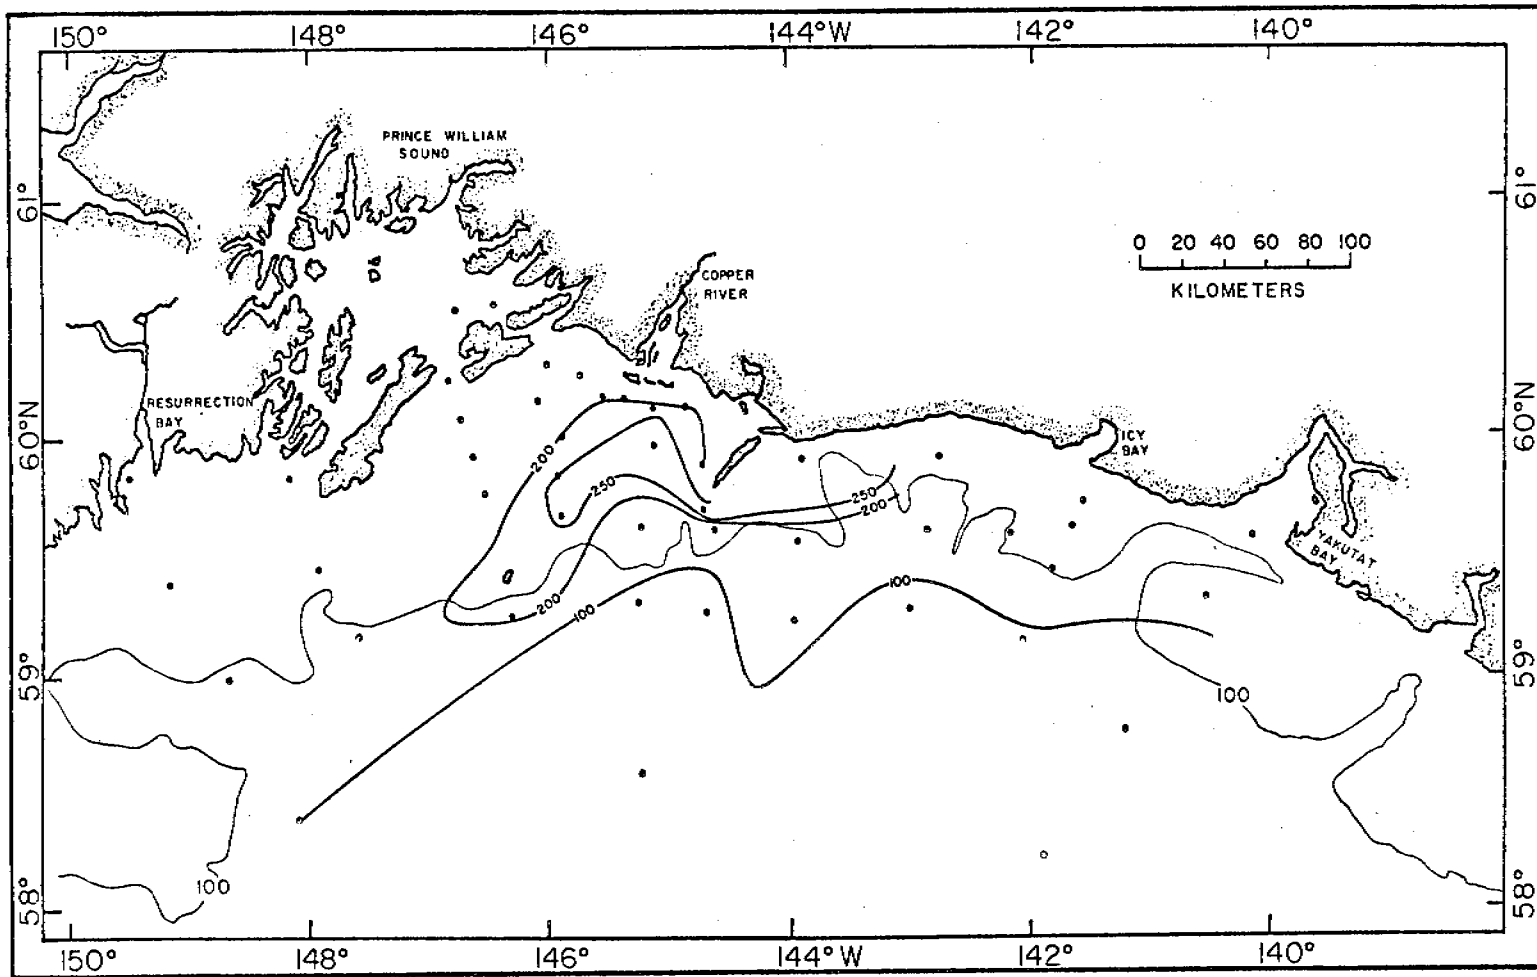 150° 148° 146° 144°W 142° 140°
PRINCE WILLIAM
SOUND
61° 61°
0 20 40 60 80 100
KILOMETERS
COPPER
RIVER
RESURRECTION
BAY
60°N 60°N
ICY
BAY
200
250
250
200
YAKUTAT
BAY
200
100
100
59° 59°
100
100
58° 58°
150° 148° 146° 144°W 142° 140°